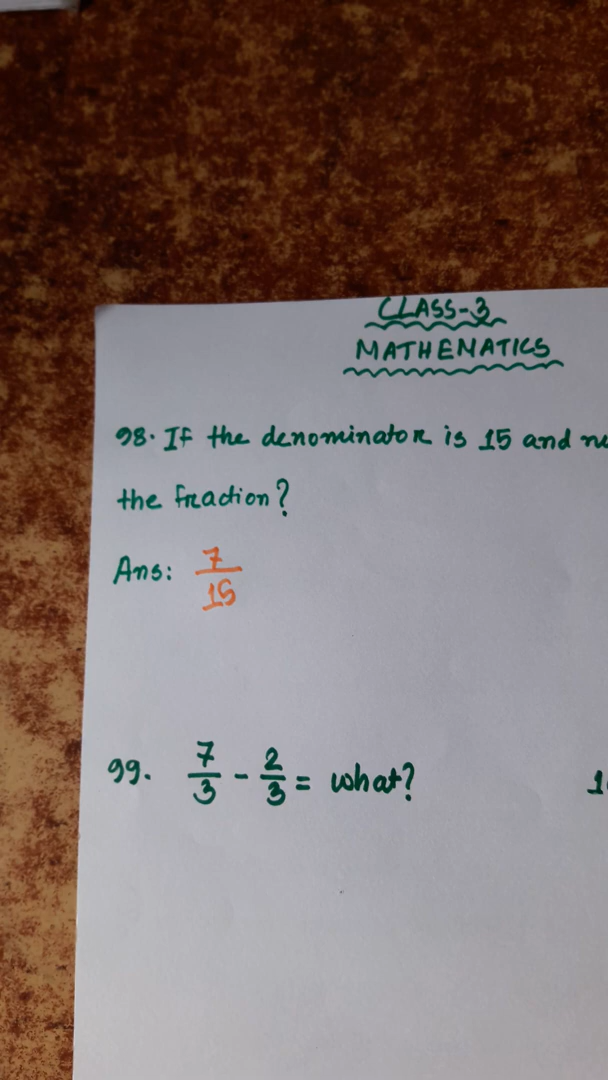 CLASS-3
MATHEMATICS
98. If the denominator is 15 and
the fraction?
Ans: 7/15
99. 7/3 - 2/3 = what?